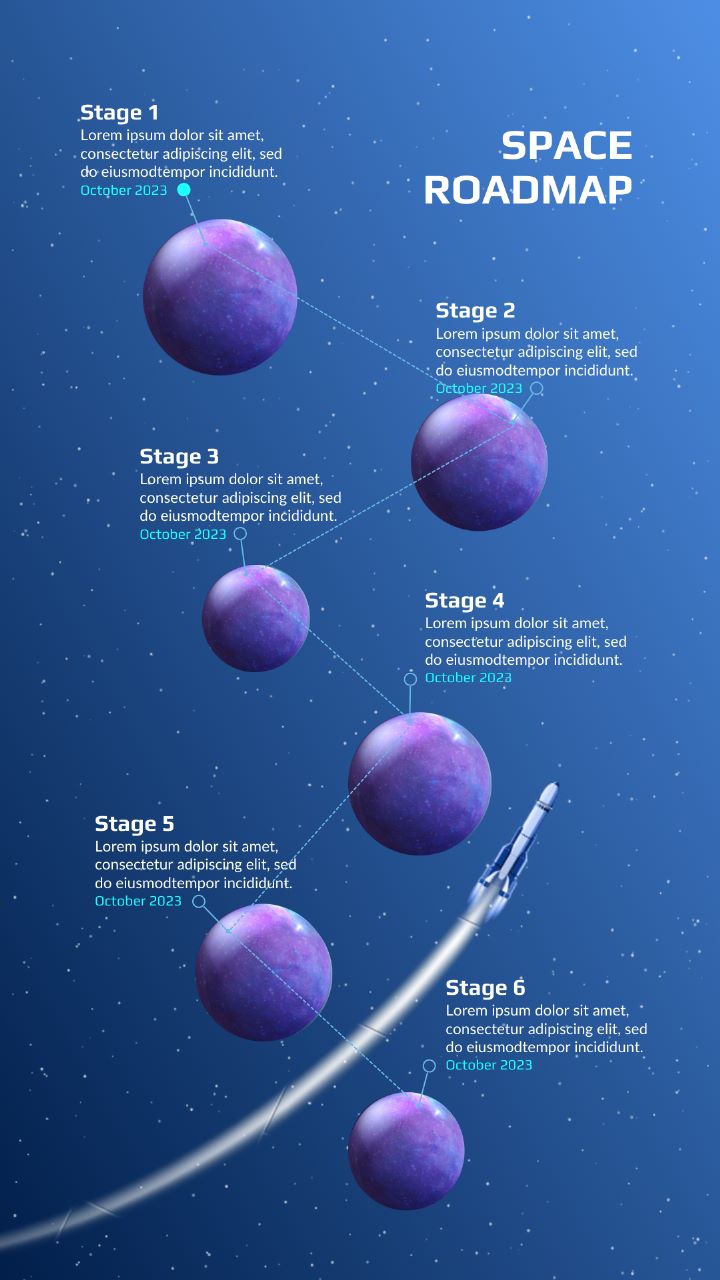 SPACE
ROADMAP
Stage 1
Lorem ipsum dolor sit amet,
consectetur adipiscing elit, sed
do eiusmodtempor incididunt.
October 2023
Stage 2
Lorem ipsum dolor sit amet,
consectetur adipiscing elit, sed
do eiusmodtempor incididunt.
October 2023
Stage 3
Lorem ipsum dolor sit amet,
consectetur adipiscing elit, sed
do eiusmodtempor incididunt.
October 2023
Stage 4
Lorem ipsum dolor sit amet,
consectetur adipiscing elit, sed
do eiusmodtempor incididunt.
October 2023
Stage 5
Lorem ipsum dolor sit amet,
consectetur adipiscing elit, sed
do eiusmodtempor incididunt.
October 2023
Stage 6
Lorem ipsum dolor sit amet,
consectetur adipiscing elit, sed
do eiusmodtempor incididunt.
October 2023